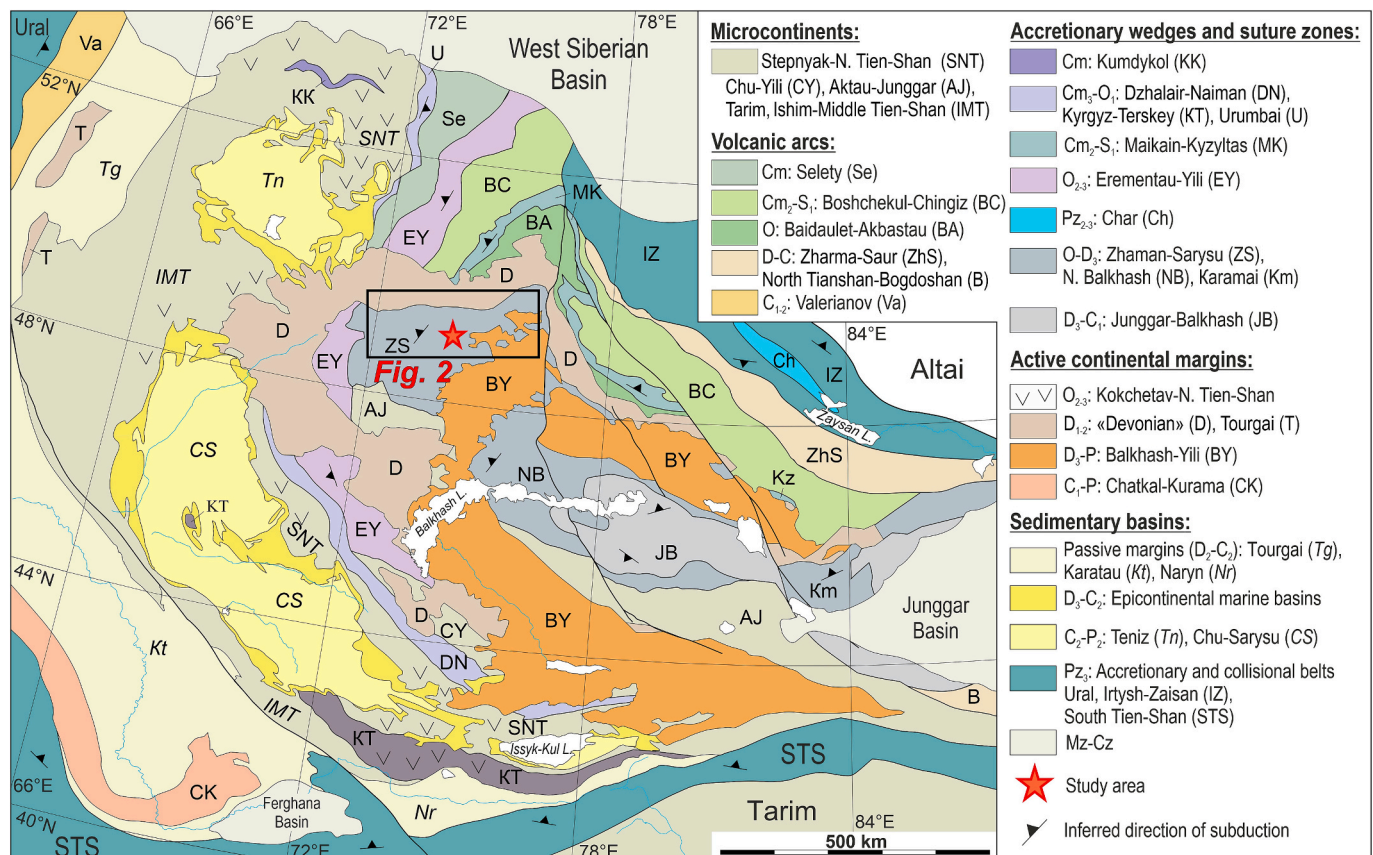 Ural
Va
66°E
72°E
78°E
U
West Siberian
Basin
52°N
KK
SNT
Se
T
Tg
Tn
BC
MK
EY
BA
IZ
T
IMT
D
48°N
D
EY
ZS
Fig. 2
BY
D
84°E
Ch
IZ
Altai
AJ
BC
Zaysan L.
CS
D
NB
BY
ZhS
Kz
KT
SNT
EY
Balkhash L.
JB
44°N
CS
D
CY
BY
AJ
Km
Junggar
Basin
Kt
DN
B
IMT
SNT
KT
Issyk-Kul L.
KT
STS
66°E
CK
Ferghana
Basin
Nr
Tarim
40°N
STS
72°E
78°E
84°E
500 km
Microcontinents:
Stepnyak-N. Tien-Shan (SNT)
Chu-Yili (CY), Aktau-Junggar (AJ),
Tarim, Ishim-Middle Tien-Shan (IMT)
Volcanic arcs:
Cm: Selety (Se)
Cm₂-S₁: Boshchekul-Chingiz (BC)
O: Baidaulet-Akbastau (BA)
D-C: Zharma-Saur (ZhS),
North Tianshan-Bogdoshan (B)
C₁₋₂: Valerianov (Va)
Accretionary wedges and suture zones:
Cm: Kumdykol (KK)
Cm₃-O₁: Dzhalair-Naiman (DN),
Kyrgyz-Terskey (KT), Urumbai (U)
Cm₂-S₁: Maikain-Kyzyltas (MK)
O₂₋₃: Erementau-Yili (EY)
Pz₂₋₃: Char (Ch)
O-D₃: Zhaman-Sarysu (ZS),
N. Balkhash (NB), Karamai (Km)
D₃-C₁: Junggar-Balkhash (JB)
Active continental margins:
O₂₋₃: Kokchetav-N. Tien-Shan
D₁₋₂: «Devonian» (D), Tourgai (T)
D₃-P: Balkhash-Yili (BY)
C₁-P: Chatkal-Kurama (CK)
Sedimentary basins:
Passive margins (D₂-C₂): Tourgai (Tg),
Karatau (Kt), Naryn (Nr)
D₃-C₂: Epicontinental marine basins
C₂-P₂: Teniz (Tn), Chu-Sarysu (CS)
Pz₃: Accretionary and collisional belts
Ural, Irtysh-Zaisan (IZ),
South Tien-Shan (STS)
Mz-Cz
Study area
Inferred direction of subduction